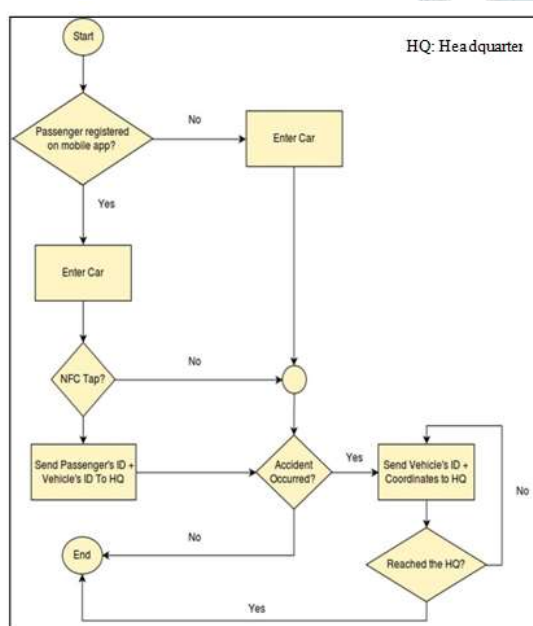 Start
HQ: Headquarter
Passenger registered
on mobile app?
No
Enter Car
Yes
Enter Car
NFC Tap?
No
Send Passenger's ID +
Vehicle's ID To HQ
Accident
Occurred?
Yes
Send Vehicle's ID +
Coordinates to HQ
No
No
End
Reached the HQ?
Yes